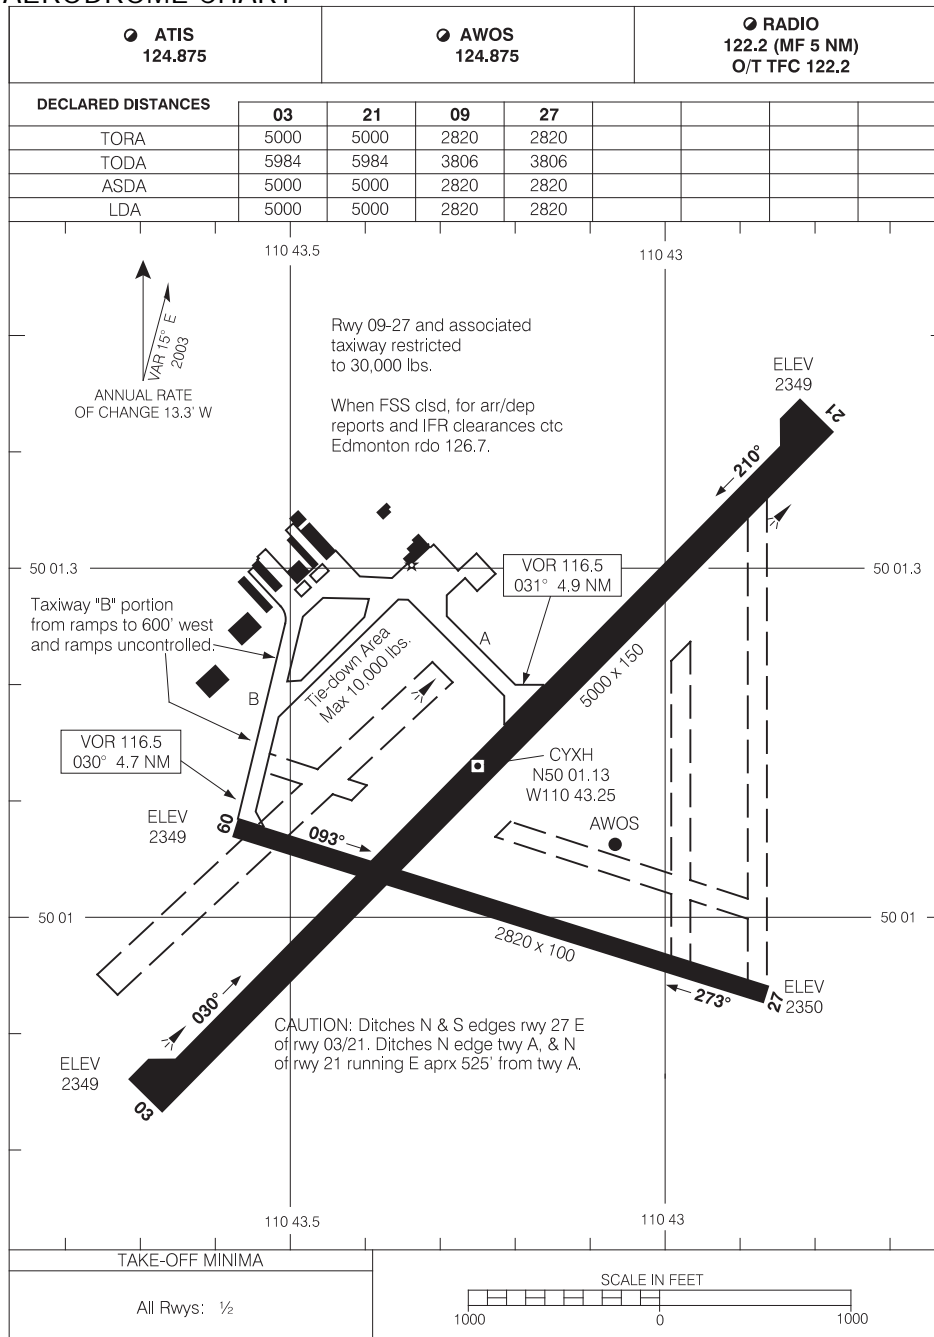 AERODROME CHART
ATIS
124.875
AWOS
124.875
RADIO
122.2 (MF 5 NM)
O/T TFC 122.2
DECLARED DISTANCES
03 21 09 27
TORA 5000 5000 2820 2820
TODA 5984 5984 3806 3806
ASDA 5000 5000 2820 2820
LDA 5000 5000 2820 2820
110 43.5
110 43
VAR 15° E
2003
ANNUAL RATE
OF CHANGE 13.3' W
Rwy 09-27 and associated
taxiway restricted
to 30,000 lbs.
When FSS clsd, for arr/dep
reports and IFR clearances ctc
Edmonton rdo 126.7.
ELEV
2349
21
210°
50 01.3
50 01.3
VOR 116.5
031° 4.9 NM
Taxiway "B" portion
from ramps to 600' west
and ramps uncontrolled.
A
Tie-down Area
Max 10,000 lbs.
5000 x 150
B
VOR 116.5
030° 4.7 NM
CYXH
N50 01.13
W110 43.25
ELEV
2349
09
093°
AWOS
50 01
50 01
2820 x 100
030°
273°
27
ELEV
2350
CAUTION: Ditches N & S edges rwy 27 E
of rwy 03/21. Ditches N edge twy A, & N
of rwy 21 running E aprx 525' from twy A.
ELEV
2349
03
110 43.5
110 43
TAKE-OFF MINIMA
All Rwys: ½
SCALE IN FEET
1000 0 1000